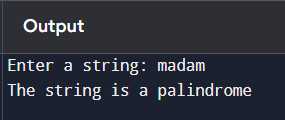 Output
Enter a string: madam
The string is a palindrome